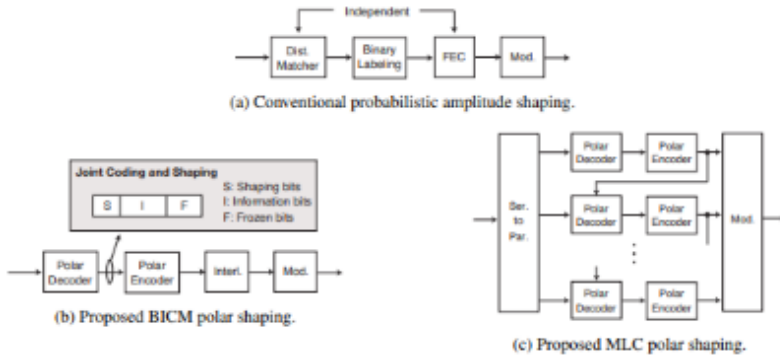 Independent
Dist.
Matcher
Binary
Labeling
FEC
Mod.
(a) Conventional probabilistic amplitude shaping.
Joint Coding and Shaping
S I F
S: Shaping bits
I: Information bits
F: Frozen bits
Polar
Decoder
Polar
Encoder
Interl.
Mod.
(b) Proposed BICM polar shaping.
Ser.
to
Par.
Polar
Decoder
Polar
Encoder
Polar
Decoder
Polar
Encoder
Polar
Decoder
Polar
Encoder
Mod.
(c) Proposed MLC polar shaping.